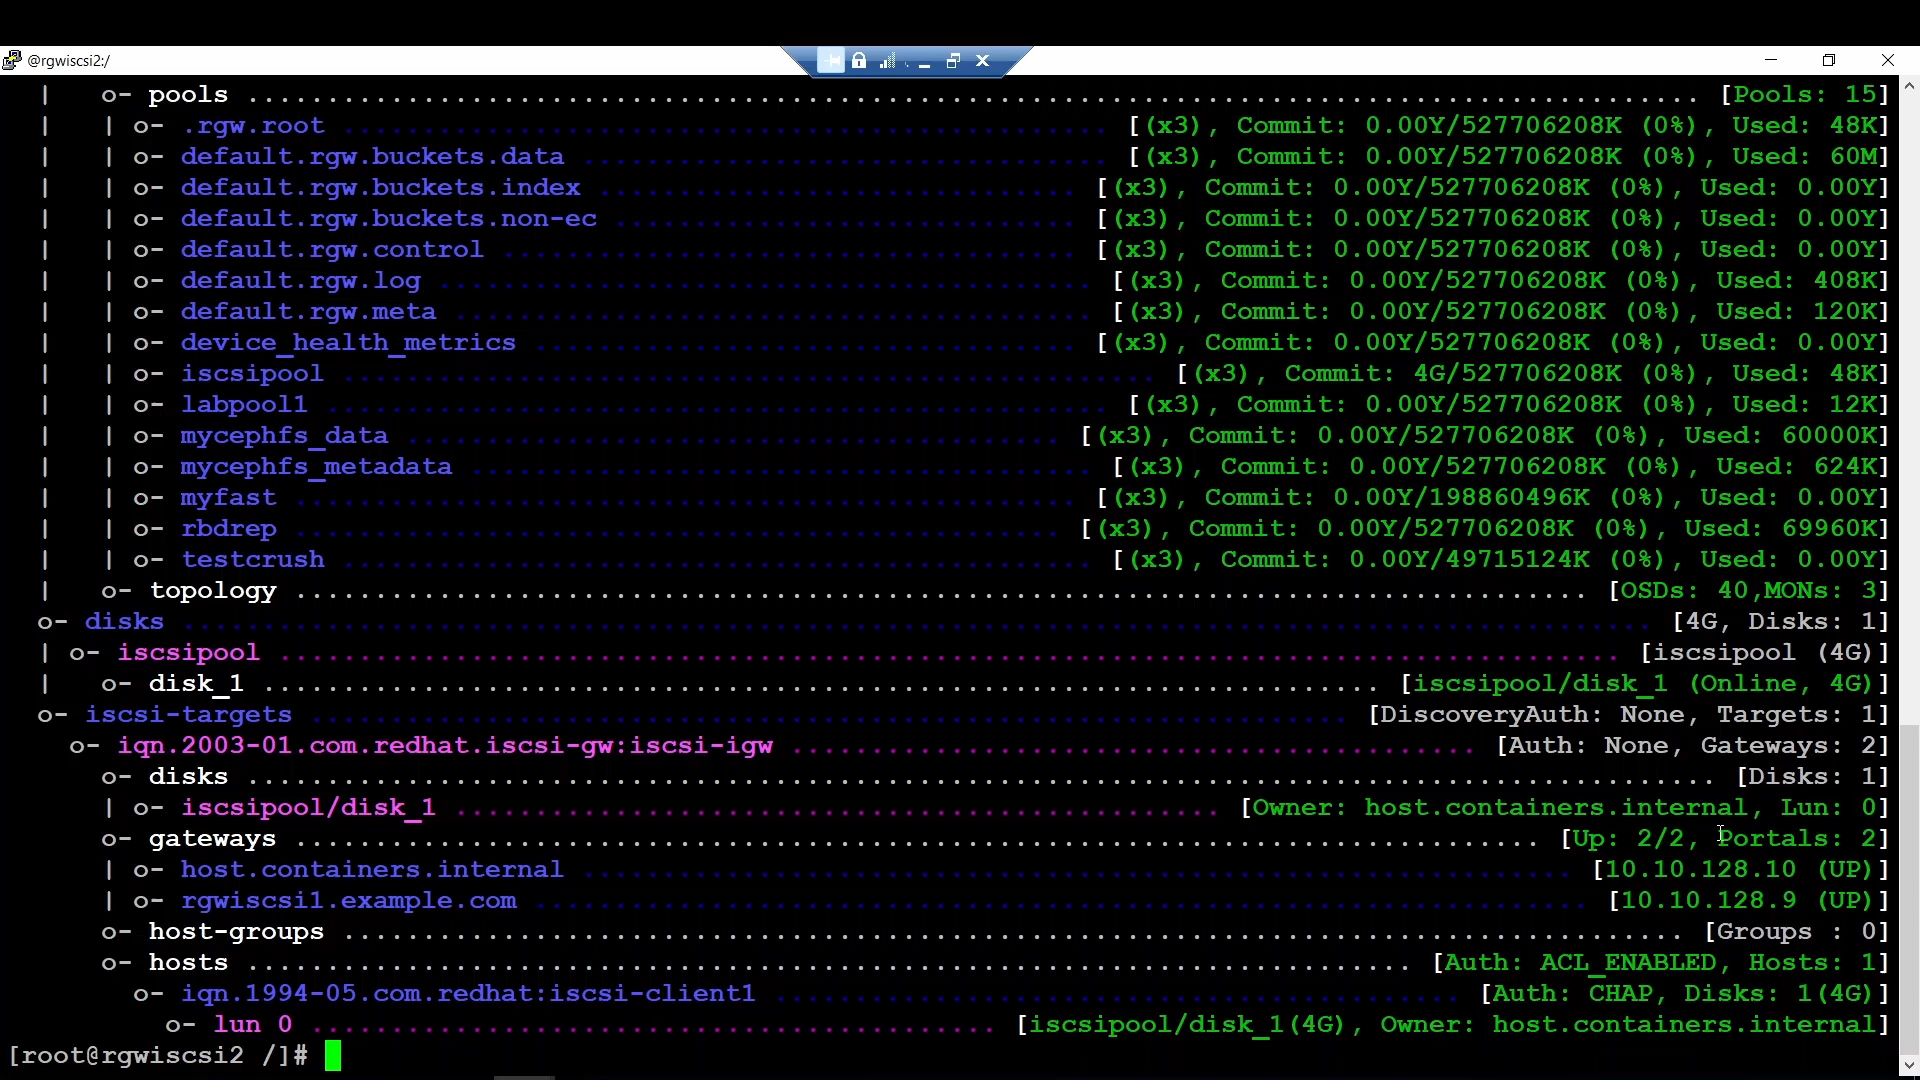 @rgwiscsi2:/
| o- pools ........................................................................................... [Pools: 15]
| | o- .rgw.root ................................................ [(x3), Commit: 0.00Y/527706208K (0%), Used: 48K]
| | o- default.rgw.buckets.data ................................. [(x3), Commit: 0.00Y/527706208K (0%), Used: 60M]
| | o- default.rgw.buckets.index .............................. [(x3), Commit: 0.00Y/527706208K (0%), Used: 0.00Y]
| | o- default.rgw.buckets.non-ec ............................. [(x3), Commit: 0.00Y/527706208K (0%), Used: 0.00Y]
| | o- default.rgw.control .................................... [(x3), Commit: 0.00Y/527706208K (0%), Used: 0.00Y]
| | o- default.rgw.log ......................................... [(x3), Commit: 0.00Y/527706208K (0%), Used: 408K]
| | o- default.rgw.meta ........................................ [(x3), Commit: 0.00Y/527706208K (0%), Used: 120K]
| | o- device_health_metrics .................................. [(x3), Commit: 0.00Y/527706208K (0%), Used: 0.00Y]
| | o- iscsipool ................................................... [(x3), Commit: 4G/527706208K (0%), Used: 48K]
| | o- labpool1 ................................................. [(x3), Commit: 0.00Y/527706208K (0%), Used: 12K]
| | o- mycephfs_data ......................................... [(x3), Commit: 0.00Y/527706208K (0%), Used: 60000K]
| | o- mycephfs_metadata ....................................... [(x3), Commit: 0.00Y/527706208K (0%), Used: 624K]
| | o- myfast ................................................. [(x3), Commit: 0.00Y/198860496K (0%), Used: 0.00Y]
| | o- rbdrep ................................................ [(x3), Commit: 0.00Y/527706208K (0%), Used: 69960K]
| | o- testcrush ............................................... [(x3), Commit: 0.00Y/49715124K (0%), Used: 0.00Y]
| o- topology ................................................................................. [OSDs: 40,MONs: 3]
o- disks ............................................................................................ [4G, Disks: 1]
| o- iscsipool .................................................................................... [iscsipool (4G)]
| o- disk_1 ...................................................................... [iscsipool/disk_1 (Online, 4G)]
o- iscsi-targets ................................................................. [DiscoveryAuth: None, Targets: 1]
o- iqn.2003-01.com.redhat.iscsi-gw:iscsi-igw ........................................... [Auth: None, Gateways: 2]
o- disks ............................................................................................ [Disks: 1]
| o- iscsipool/disk_1 ................................................ [Owner: host.containers.internal, Lun: 0]
o- gateways .............................................................................. [Up: 2/2, Portals: 2]
| o- host.containers.internal .............................................................. [10.10.128.10 (UP)]
| o- rgwiscsi1.example.com .................................................................. [10.10.128.9 (UP)]
o- host-groups .................................................................................... [Groups : 0]
o- hosts ......................................................................... [Auth: ACL_ENABLED, Hosts: 1]
o- iqn.1994-05.com.redhat:iscsi-client1 ........................................... [Auth: CHAP, Disks: 1(4G)]
o- lun 0 ........................................... [iscsipool/disk_1(4G), Owner: host.containers.internal]
[root@rgwiscsi2 /]#